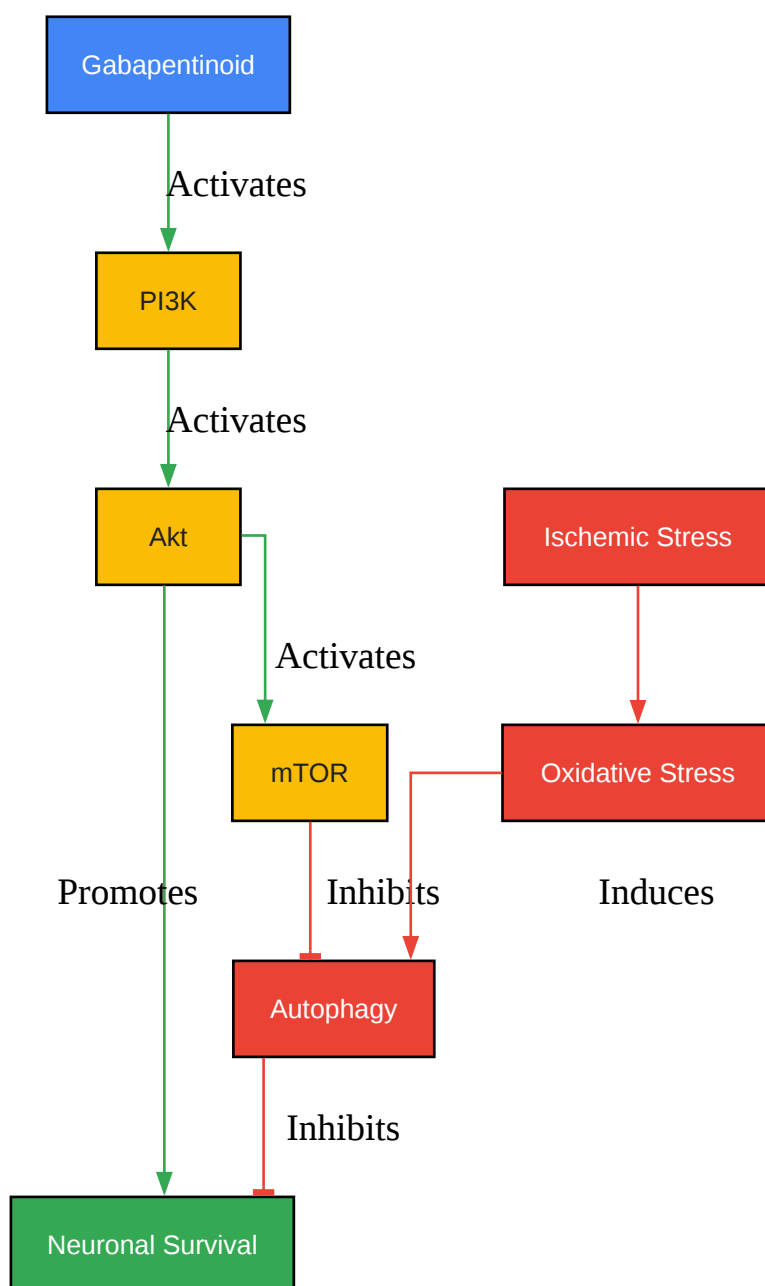 Gabapentinoid
Activates
PI3K
Activates
Akt
Ischemic Stress
Activates
mTOR
Oxidative Stress
Promotes
Inhibits
Induces
Autophagy
Inhibits
Neuronal Survival